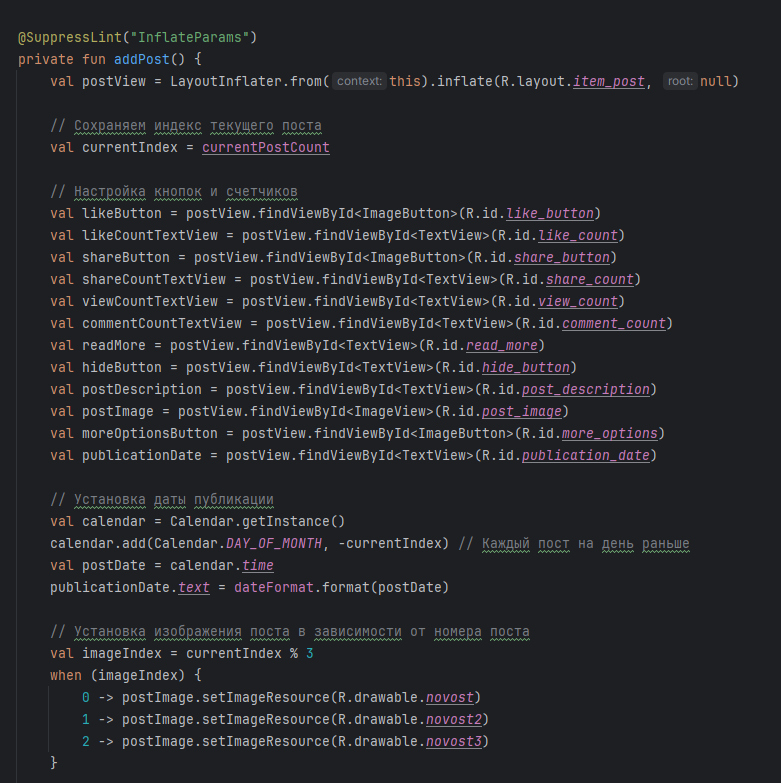 @SuppressLint("InflateParams")
private fun addPost() {
    val postView = LayoutInflater.from( context: this).inflate(R.layout.item_post,  root: null)
    // Сохраняем индекс текущего поста
    val currentIndex = currentPostCount
    // Настройка кнопок и счетчиков
    val likeButton = postView.findViewById<ImageButton>(R.id.like_button)
    val likeCountTextView = postView.findViewById<TextView>(R.id.like_count)
    val shareButton = postView.findViewById<ImageButton>(R.id.share_button)
    val shareCountTextView = postView.findViewById<TextView>(R.id.share_count)
    val viewCountTextView = postView.findViewById<TextView>(R.id.view_count)
    val commentCountTextView = postView.findViewById<TextView>(R.id.comment_count)
    val readMore = postView.findViewById<TextView>(R.id.read_more)
    val hideButton = postView.findViewById<TextView>(R.id.hide_button)
    val postDescription = postView.findViewById<TextView>(R.id.post_description)
    val postImage = postView.findViewById<ImageView>(R.id.post_image)
    val moreOptionsButton = postView.findViewById<ImageButton>(R.id.more_options)
    val publicationDate = postView.findViewById<TextView>(R.id.publication_date)
    // Установка даты публикации
    val calendar = Calendar.getInstance()
    calendar.add(Calendar.DAY_OF_MONTH, -currentIndex) // Каждый пост на день раньше
    val postDate = calendar.time
    publicationDate.text = dateFormat.format(postDate)
    // Установка изображения поста в зависимости от номера поста
    val imageIndex = currentIndex % 3
    when (imageIndex) {
        0 -> postImage.setImageResource(R.drawable.novost)
        1 -> postImage.setImageResource(R.drawable.novost2)
        2 -> postImage.setImageResource(R.drawable.novost3)
    }